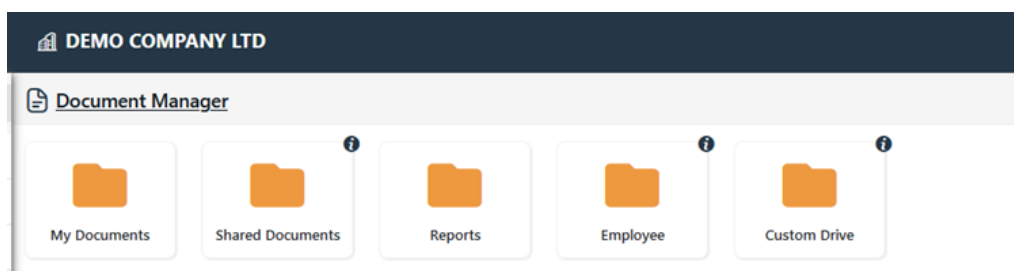 DEMO COMPANY LTD
Document Manager
i i i
My Documents Shared Documents Reports Employee Custom Drive